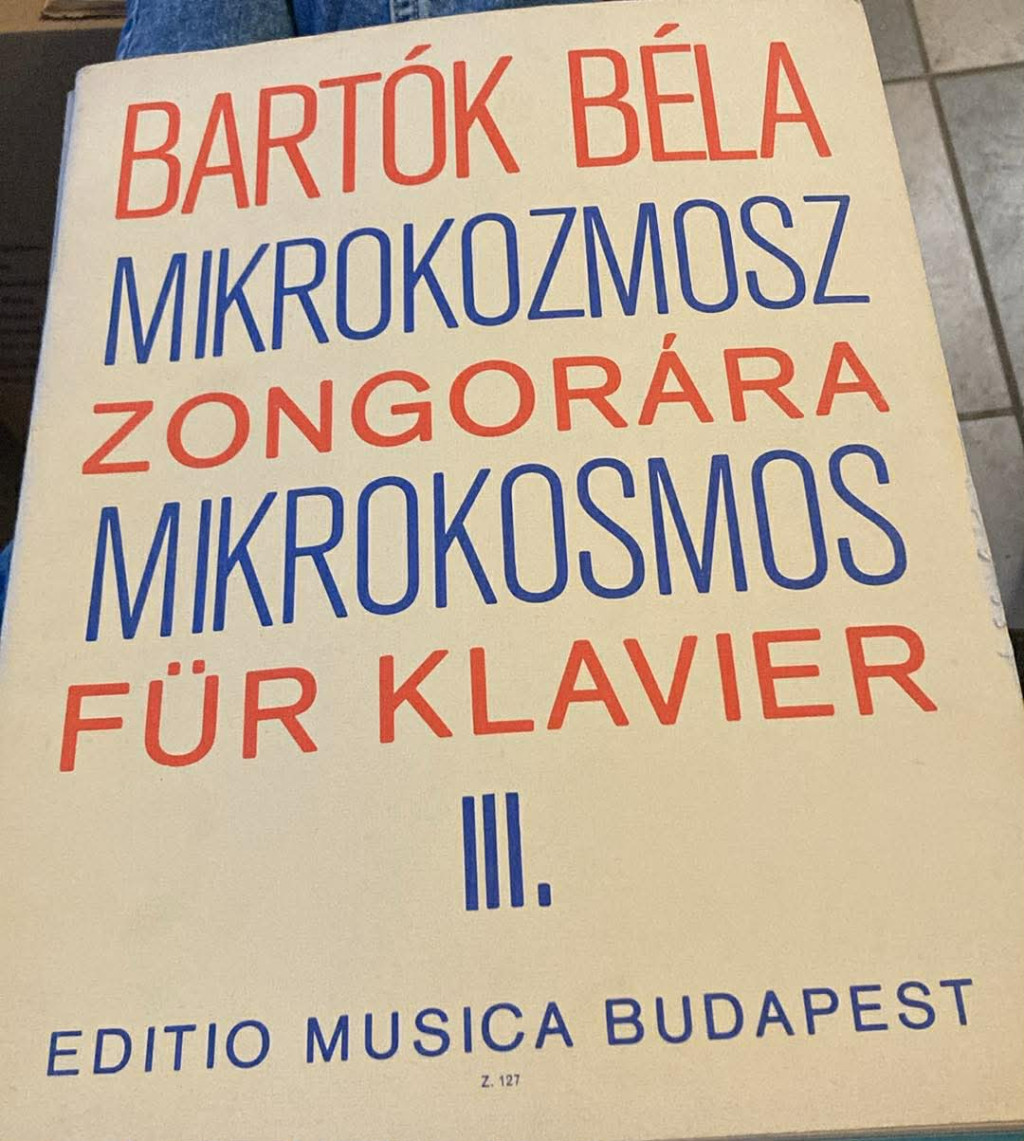 BARTÓK BÉLA
MIKROKOZMOSZ
ZONGORÁRA
MIKROKOSMOS
FÜR KLAVIER
III.
EDITIO MUSICA BUDAPEST
Z. 127